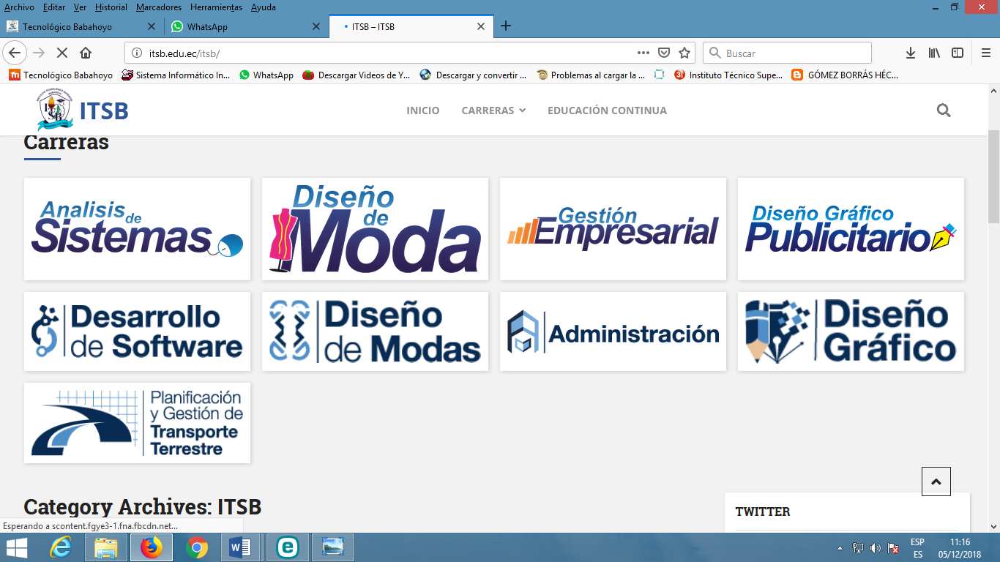 Archivo Editar Ver Historial Marcadores Herramientas Ayuda
Tecnológico Babahoyo WhatsApp ITSB – ITSB
itsb.edu.ec/itsb/ Buscar
Tecnológico Babahoyo Sistema Informático In... WhatsApp Descargar Videos de Y... Descargar y convertir ... Problemas al cargar la ... Instituto Técnico Supe... GÓMEZ BORRÁS HÉC...
ITSB INICIO CARRERAS EDUCACIÓN CONTINUA
Carreras
Analisis de
Sistemas
Diseño
de
Moda
Gestión
Empresarial
Diseño Gráfico
Publicitario
Desarrollo
de Software
Diseño
de Modas
Administración
Diseño
Gráfico
Planificación
y Gestión de
Transporte
Terrestre
Category Archives: ITSB
TWITTER
Esperando a scontent.fgye3-1.fna.fbcdn.net...
ESP
ES
11:16
05/12/2018